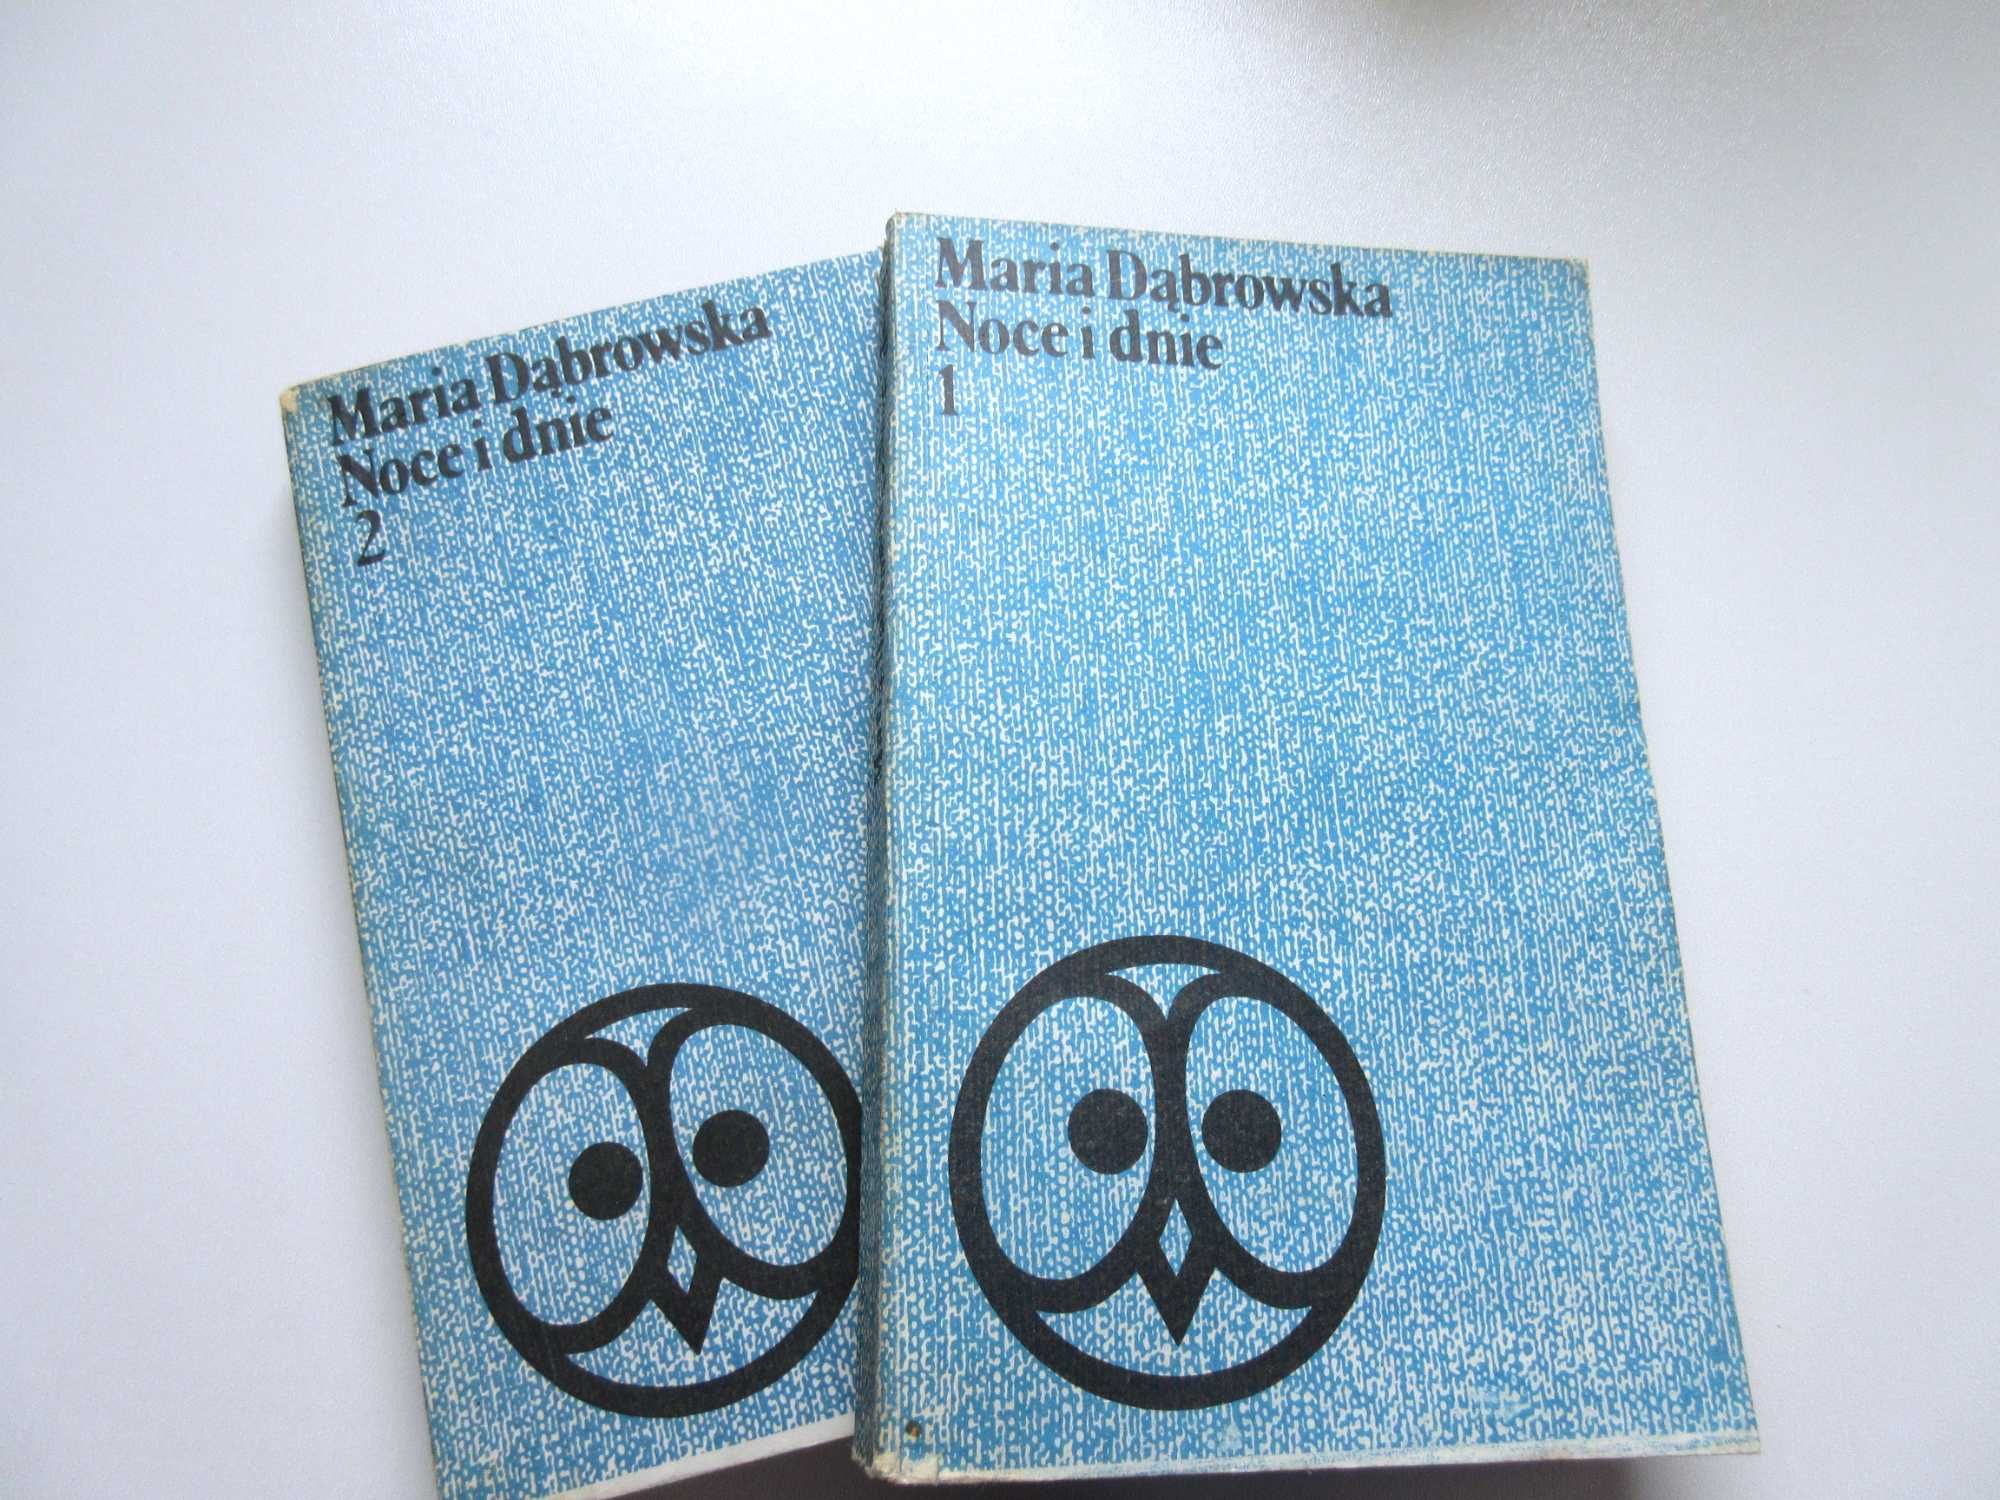 Maria Dąbrowska
Noce i dnie
2
Maria Dąbrowska
Noce i dnie
1